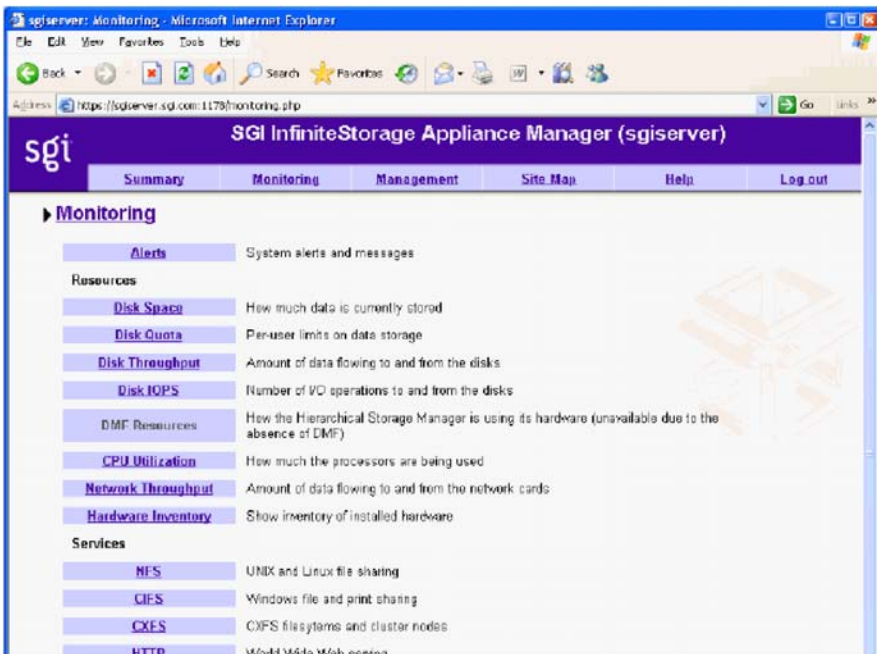 sgiserver: Monitoring - Microsoft Internet Explorer
File Edit View Favorites Tools Help
Back Search Favorites
Address https://sgiserver.sgi.com:1178/monitoring.php Go Links »
sgi
SGI InfiniteStorage Appliance Manager (sgiserver)
Summary Monitoring Management Site Map Help Log out
Monitoring
Alerts System alerts and messages
Resources
Disk Space How much data is currently stored
Disk Quota Per-user limits on data storage
Disk Throughput Amount of data flowing to and from the disks
Disk IOPS Number of I/O operations to and from the disks
DMF Resources How the Hierarchical Storage Manager is using its hardware (unavailable due to the
absence of DMF)
CPU Utilization How much the processors are being used
Network Throughput Amount of data flowing to and from the network cards
Hardware Inventory Show inventory of installed hardware
Services
NFS UNIX and Linux file sharing
CIFS Windows file and print sharing
CXFS CXFS filesytems and cluster nodes
HTTP World Wide Web serving